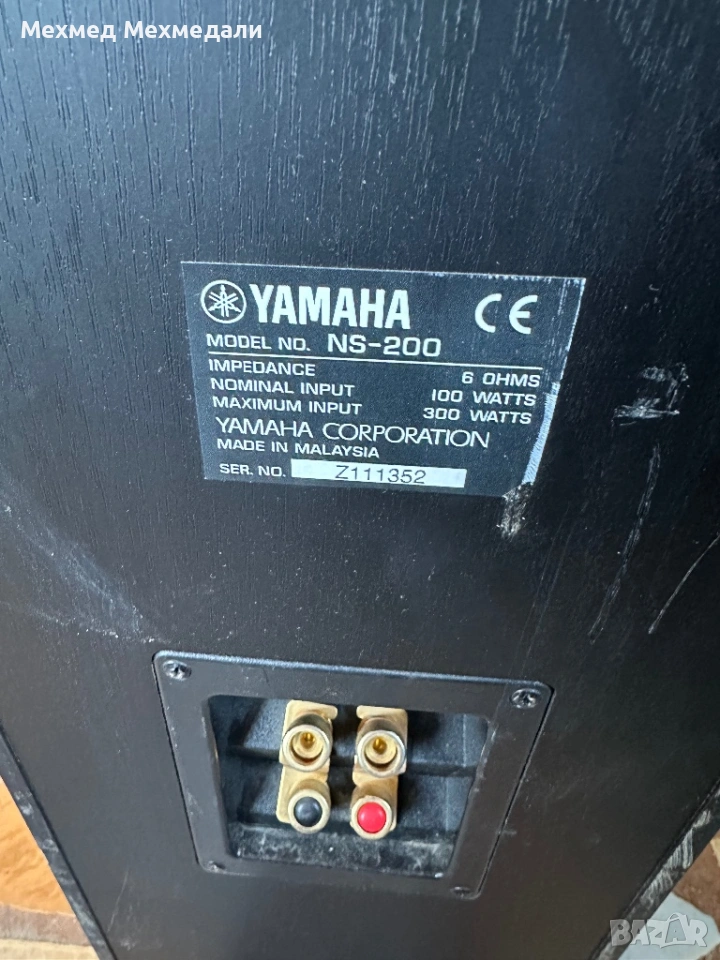 Мехмед Мехмедали
YAMAHA CE
MODEL NO. NS-200
IMPEDANCE 6 OHMS
NOMINAL INPUT 100 WATTS
MAXIMUM INPUT 300 WATTS
YAMAHA CORPORATION
MADE IN MALAYSIA
SER. NO. Z111352
BAZAR